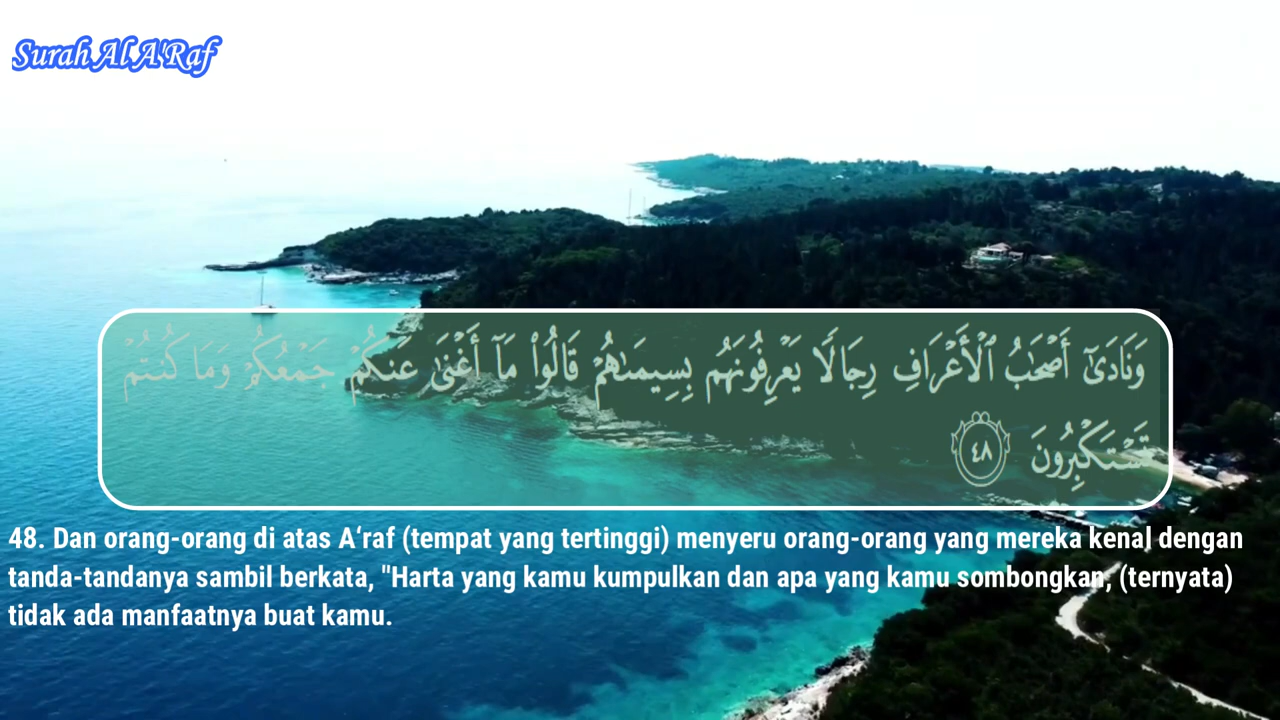 Surah Al A'Raf
وَنَادَىٰٓ أَصْحَٰبُ ٱلْأَعْرَافِ رِجَالًا يَعْرِفُونَهُم بِسِيمَىٰهُمْ قَالُوا۟ مَآ أَغْنَىٰ عَنكُمْ جَمْعُكُمْ وَمَا كُنتُمْ
تَسْتَكْبِرُونَ ٤٨
48. Dan orang-orang di atas A‘raf (tempat yang tertinggi) menyeru orang-orang yang mereka kenal dengan
tanda-tandanya sambil berkata, "Harta yang kamu kumpulkan dan apa yang kamu sombongkan, (ternyata)
tidak ada manfaatnya buat kamu.